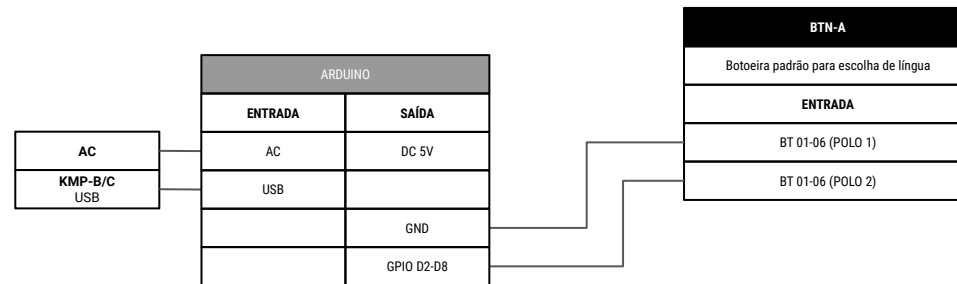 BTN-A
Botoeira padrão para escolha de língua
ENTRADA
BT 01-06 (POLO 1)
BT 01-06 (POLO 2)
ARDUINO
ENTRADA SAÍDA
AC DC 5V
USB
GND
GPIO D2-D8
AC
KMP-B/C
USB